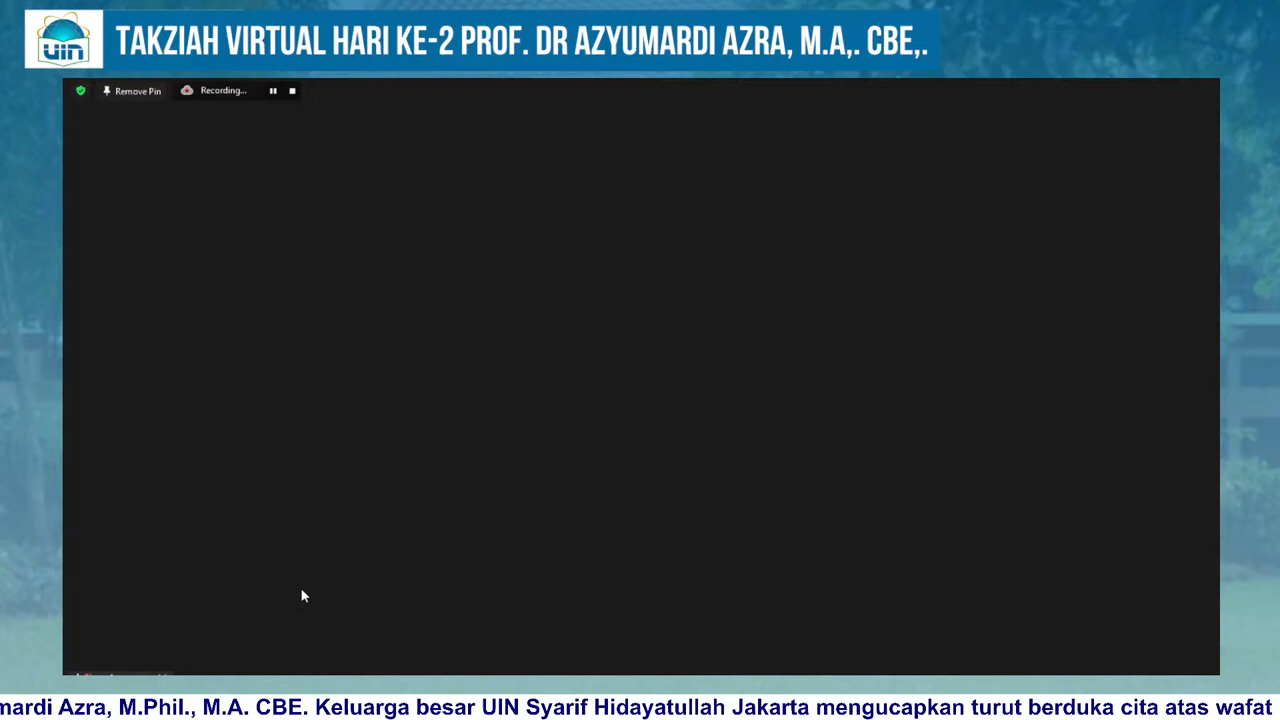 uin
TAKZIAH VIRTUAL HARI KE-2 PROF. DR AZYUMARDI AZRA, M.A,. CBE,.
Remove Pin Recording...
mardi Azra, M.Phil., M.A. CBE. Keluarga besar UIN Syarif Hidayatullah Jakarta mengucapkan turut berduka cita atas wafat